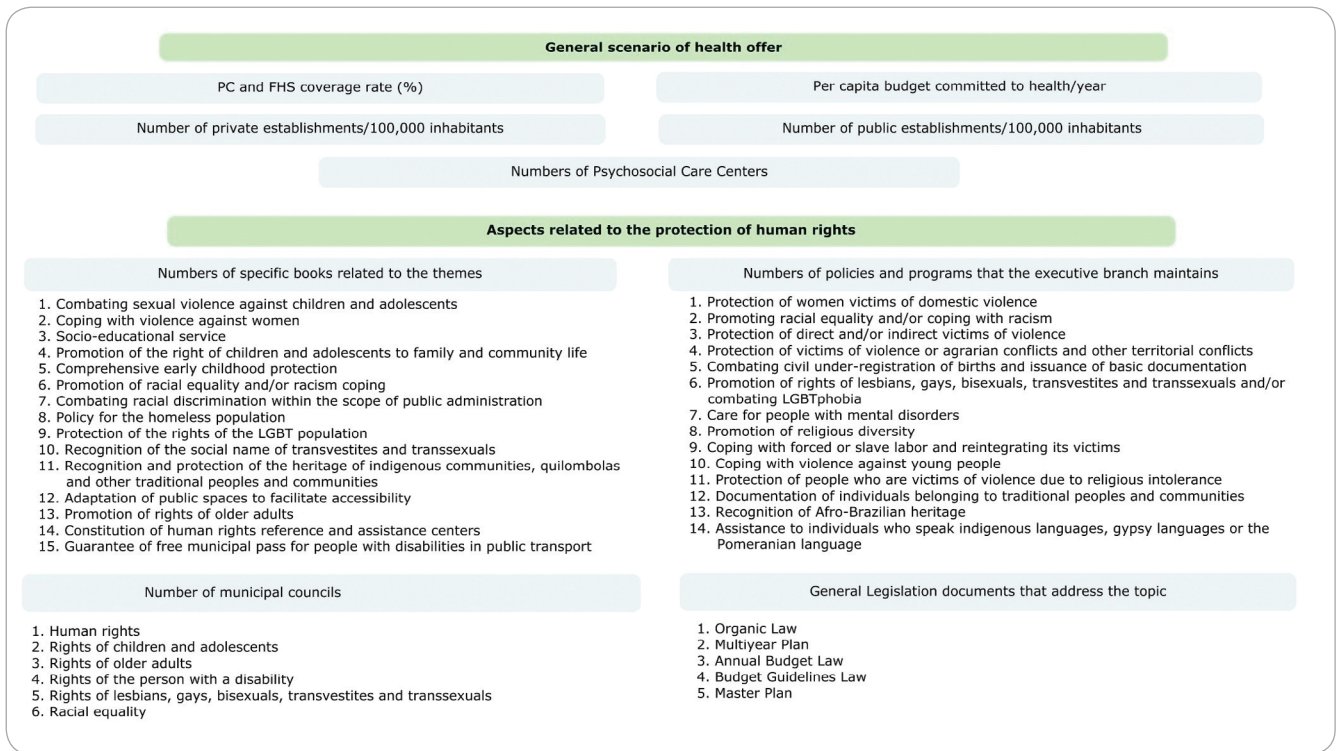 General scenario of health offer
PC and FHS coverage rate (%)
Per capita budget committed to health/year
Number of private establishments/100,000 inhabitants
Number of public establishments/100,000 inhabitants
Numbers of Psychosocial Care Centers
Aspects related to the protection of human rights
Numbers of specific books related to the themes
1. Combating sexual violence against children and adolescents
2. Coping with violence against women
3. Socio-educational service
4. Promotion of the right of children and adolescents to family and community life
5. Comprehensive early childhood protection
6. Promotion of racial equality and/or racism coping
7. Combating racial discrimination within the scope of public administration
8. Policy for the homeless population
9. Protection of the rights of the LGBT population
10. Recognition of the social name of transvestites and transsexuals
11. Recognition and protection of the heritage of indigenous communities, quilombolas
and other traditional peoples and communities
12. Adaptation of public spaces to facilitate accessibility
13. Promotion of rights of older adults
14. Constitution of human rights reference and assistance centers
15. Guarantee of free municipal pass for people with disabilities in public transport
Numbers of policies and programs that the executive branch maintains
1. Protection of women victims of domestic violence
2. Promoting racial equality and/or coping with racism
3. Protection of direct and/or indirect victims of violence
4. Protection of victims of violence or agrarian conflicts and other territorial conflicts
5. Combating civil under-registration of births and issuance of basic documentation
6. Promotion of rights of lesbians, gays, bisexuals, transvestites and transsexuals and/or
combating LGBTphobia
7. Care for people with mental disorders
8. Promotion of religious diversity
9. Coping with forced or slave labor and reintegrating its victims
10. Coping with violence against young people
11. Protection of people who are victims of violence due to religious intolerance
12. Documentation of individuals belonging to traditional peoples and communities
13. Recognition of Afro-Brazilian heritage
14. Assistance to individuals who speak indigenous languages, gypsy languages or the
Pomeranian language
Number of municipal councils
1. Human rights
2. Rights of children and adolescents
3. Rights of older adults
4. Rights of the person with a disability
5. Rights of lesbians, gays, bisexuals, transvestites and transsexuals
6. Racial equality
General Legislation documents that address the topic
1. Organic Law
2. Multiyear Plan
3. Annual Budget Law
4. Budget Guidelines Law
5. Master Plan